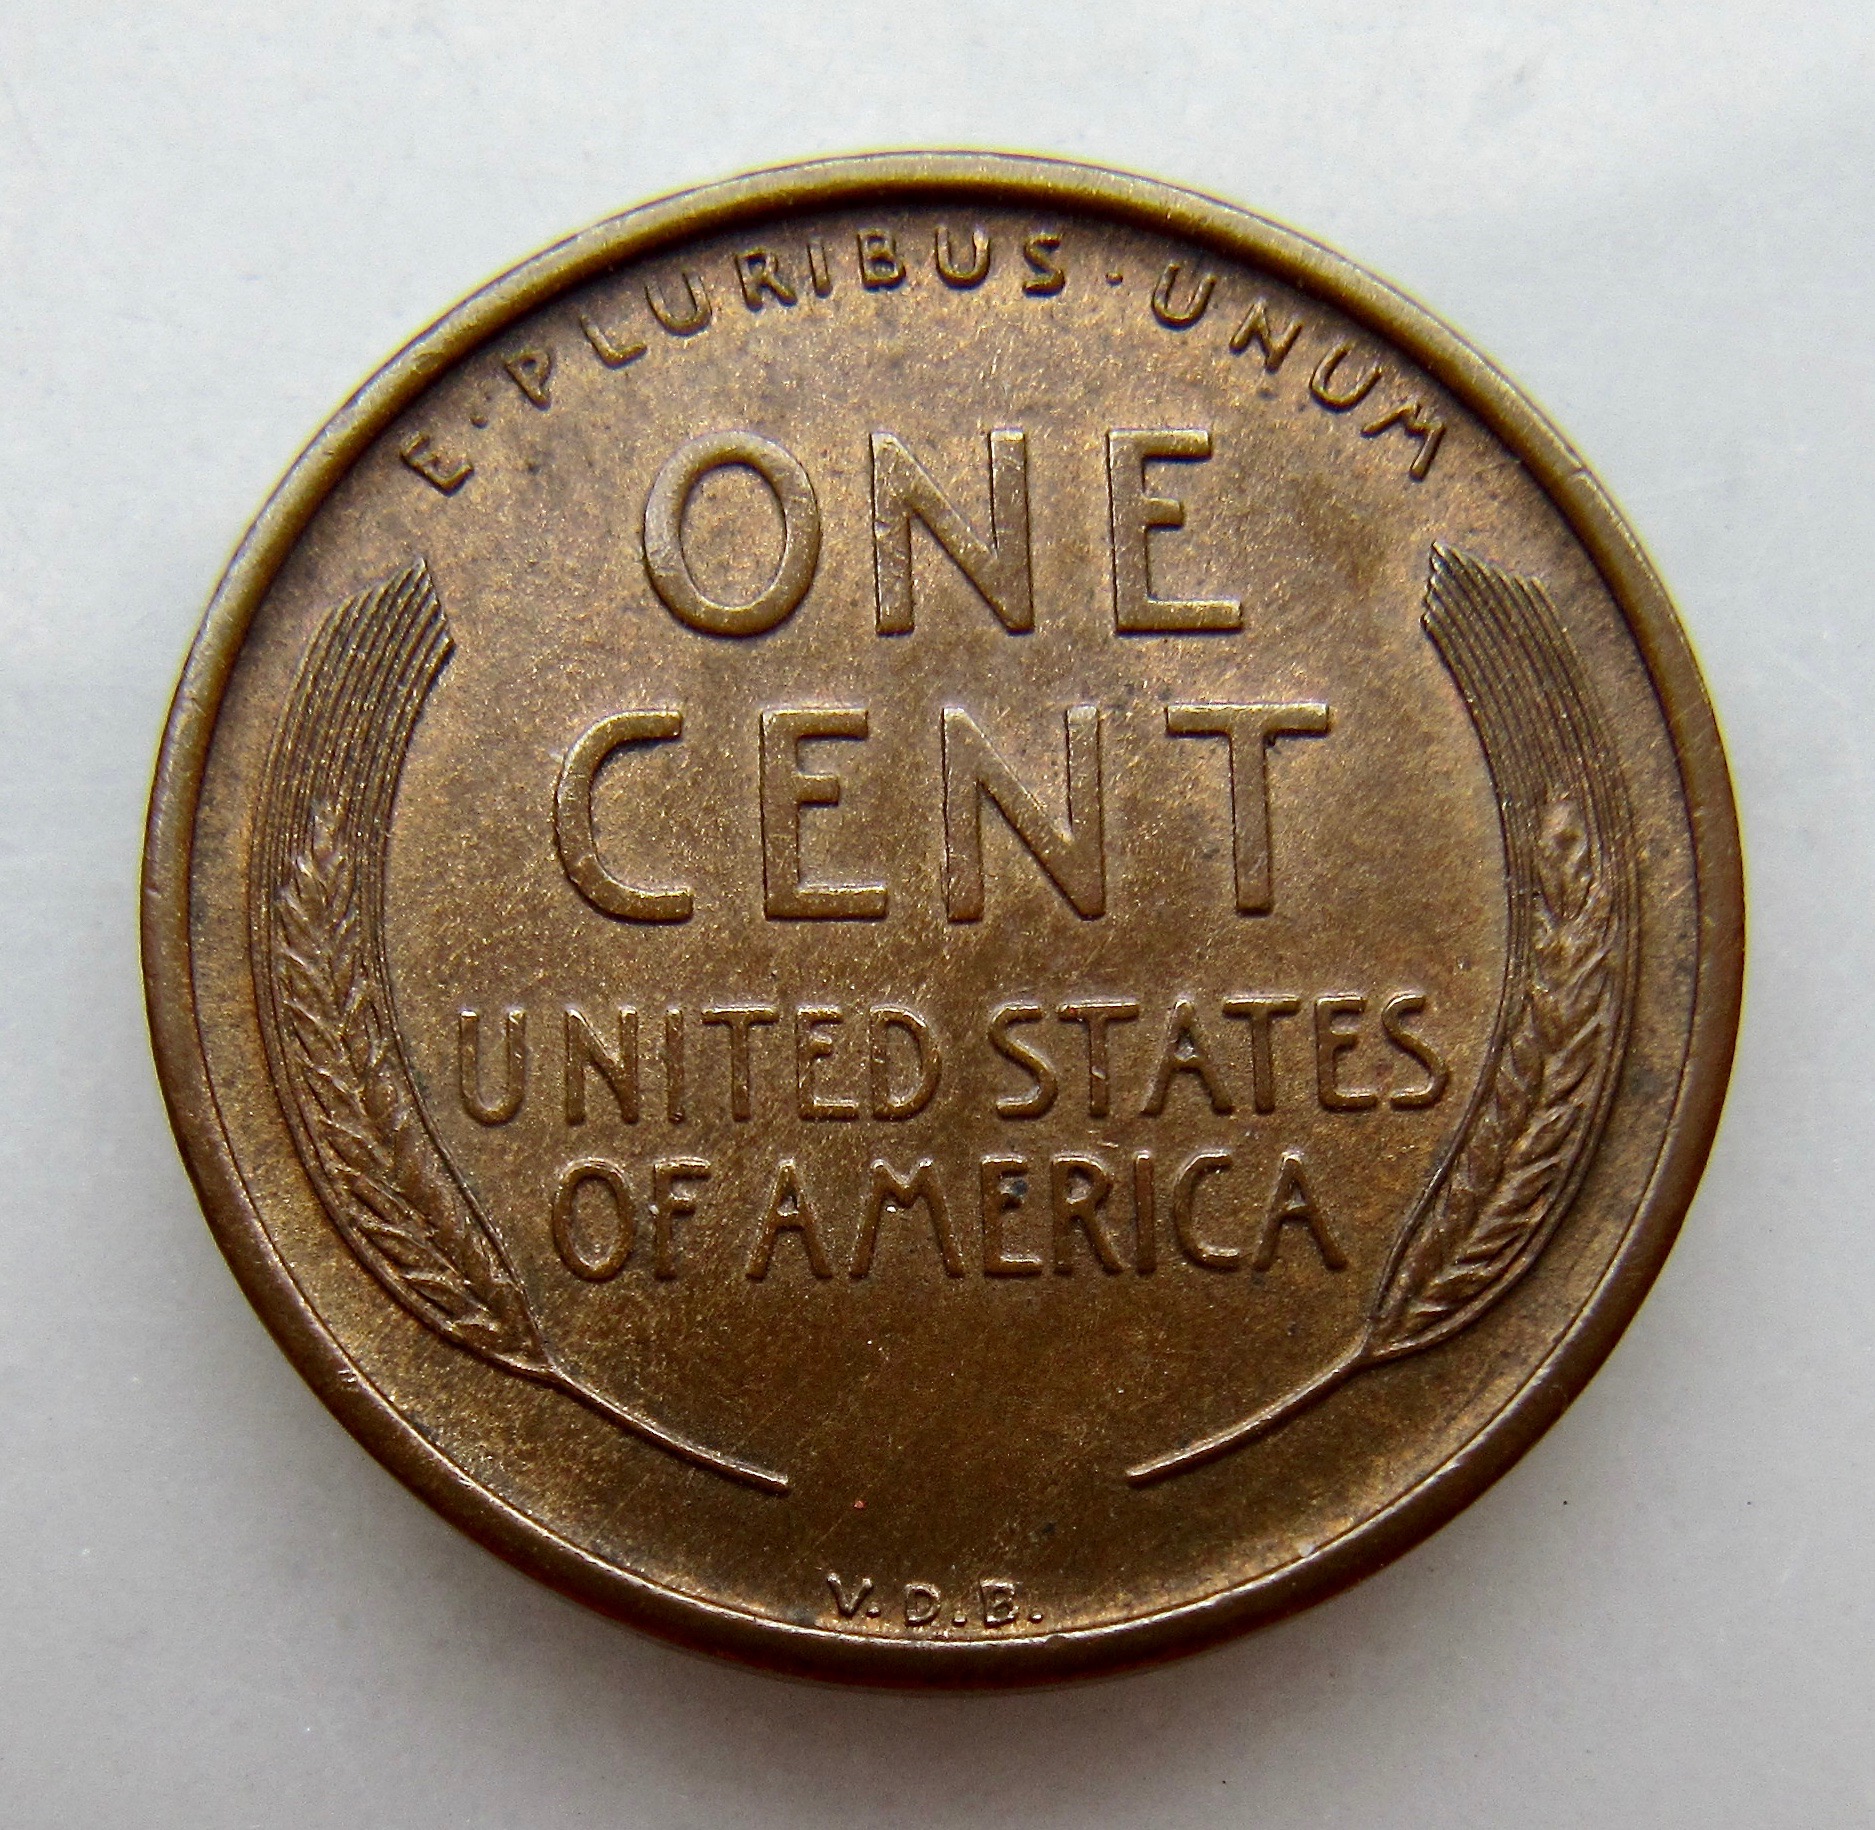 E · PLURIBUS · UNUM
ONE
CENT
UNITED STATES
OF AMERICA
V. D. B.